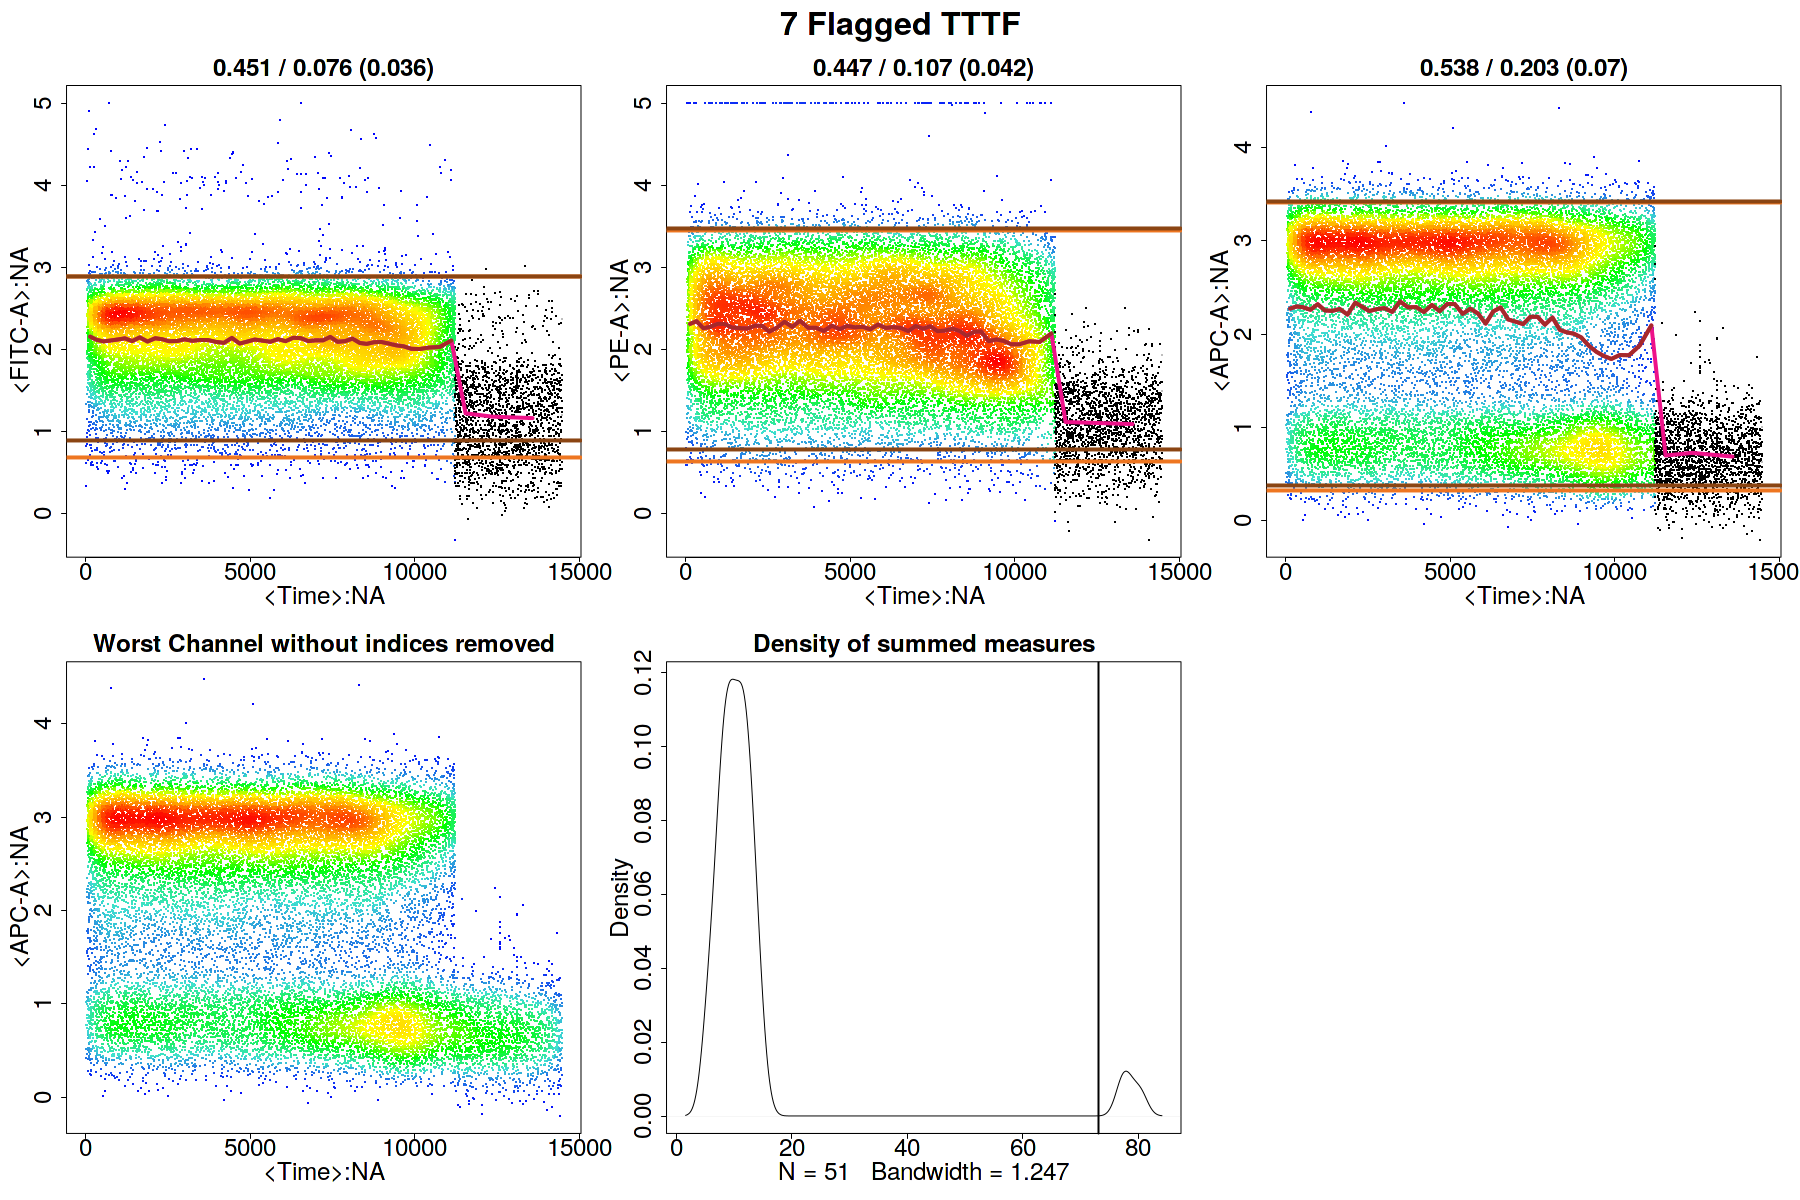 7 Flagged TTTF
0.451 / 0.076 (0.036)
<FITC-A>:NA
0 1 2 3 4 5
0 5000 10000 15000
<Time>:NA
0.447 / 0.107 (0.042)
<PE-A>:NA
0 1 2 3 4 5
0 5000 10000 15000
<Time>:NA
0.538 / 0.203 (0.07)
<APC-A>:NA
0 1 2 3 4
0 5000 10000 1500
<Time>:NA
Worst Channel without indices removed
<APC-A>:NA
0 1 2 3 4
0 5000 10000 15000
<Time>:NA
Density of summed measures
Density
0.00 0.02 0.04 0.06 0.08 0.10 0.12
0 20 40 60 80
N = 51 Bandwidth = 1.247